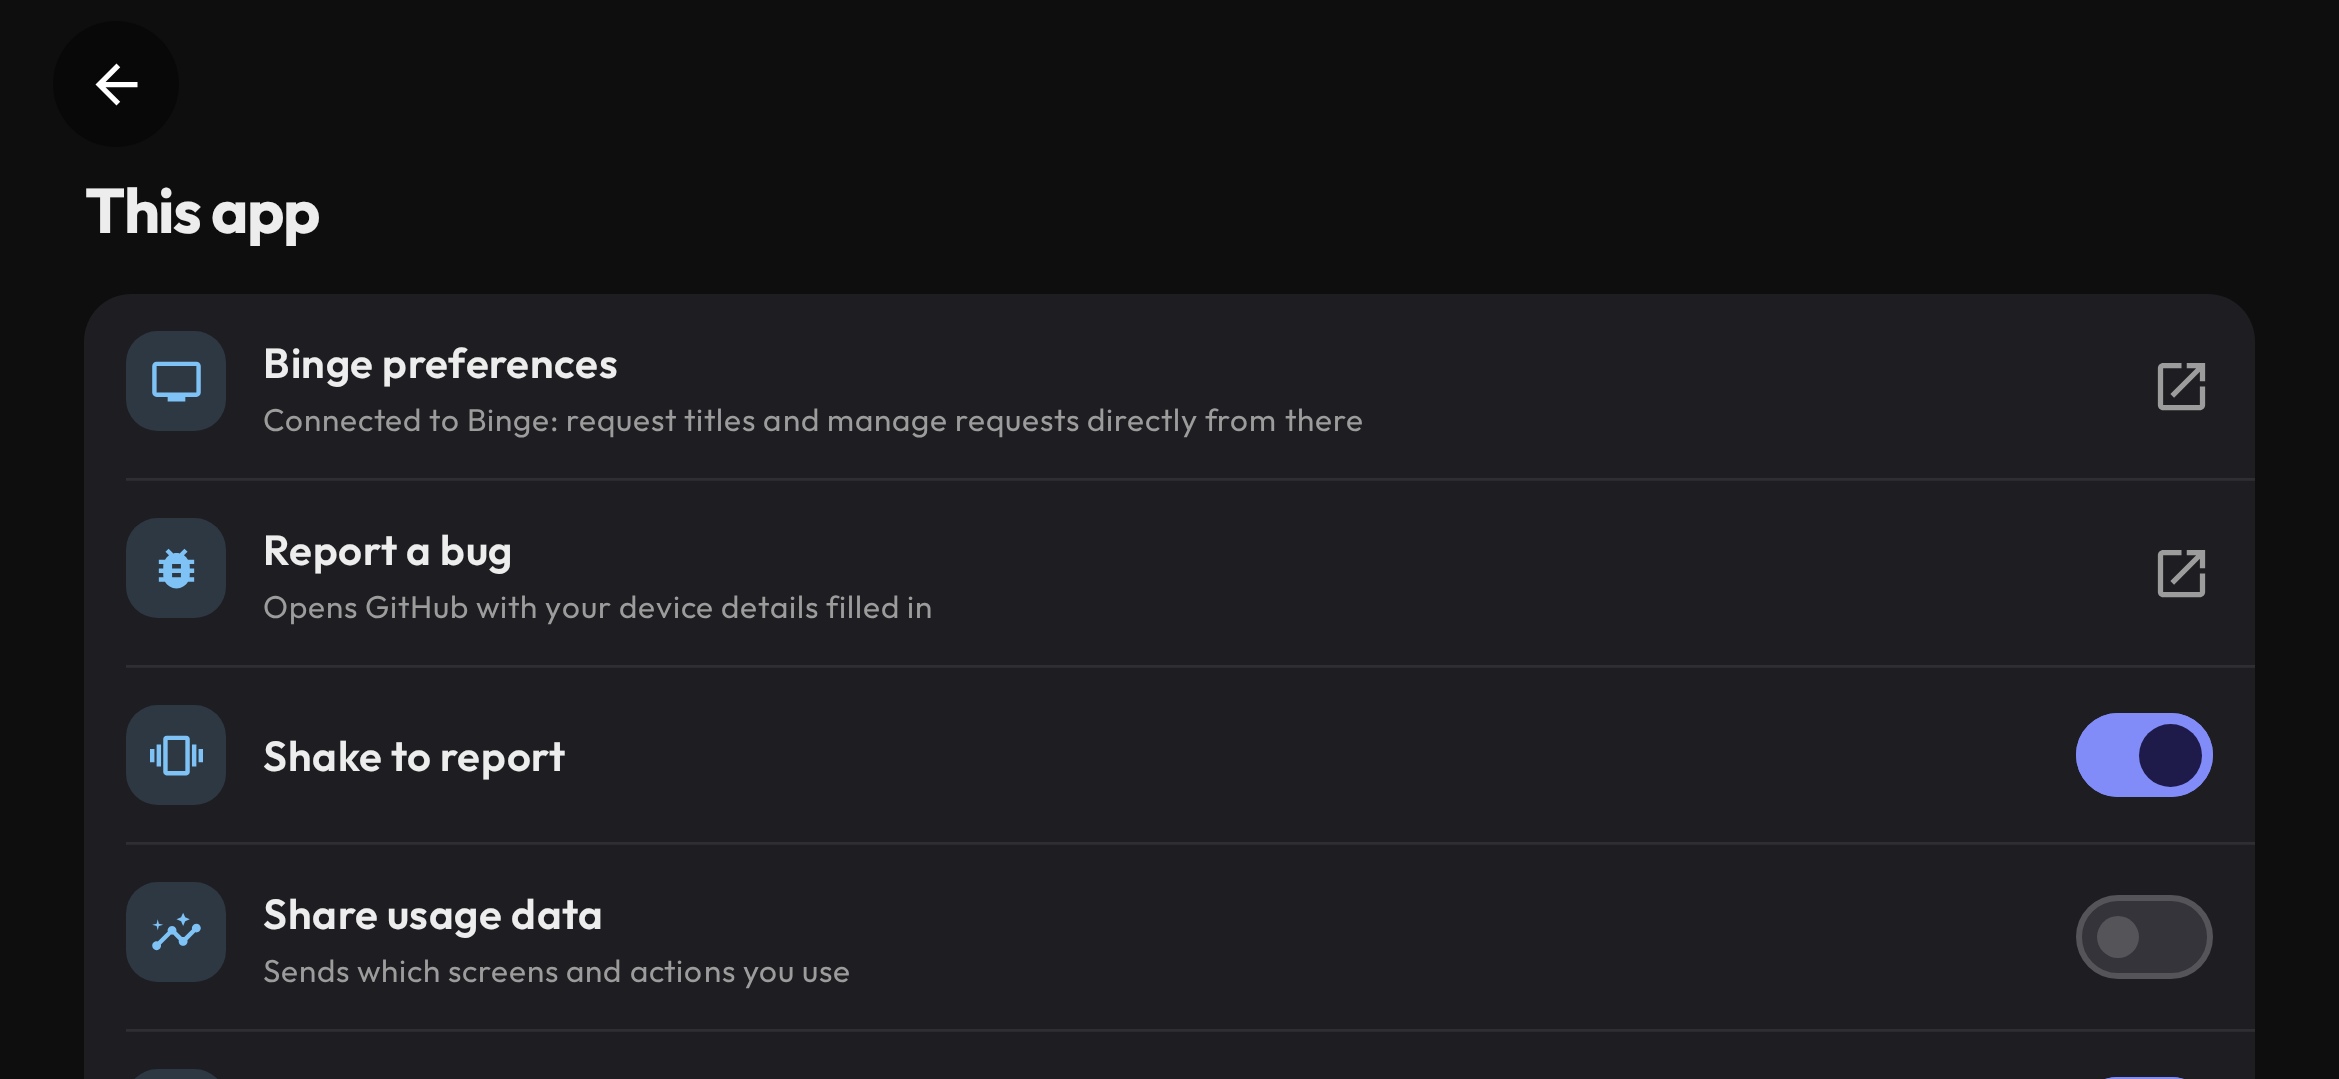 This app
Binge preferences
Connected to Binge: request titles and manage requests directly from there
Report a bug
Opens GitHub with your device details filled in
Shake to report
Share usage data
Sends which screens and actions you use